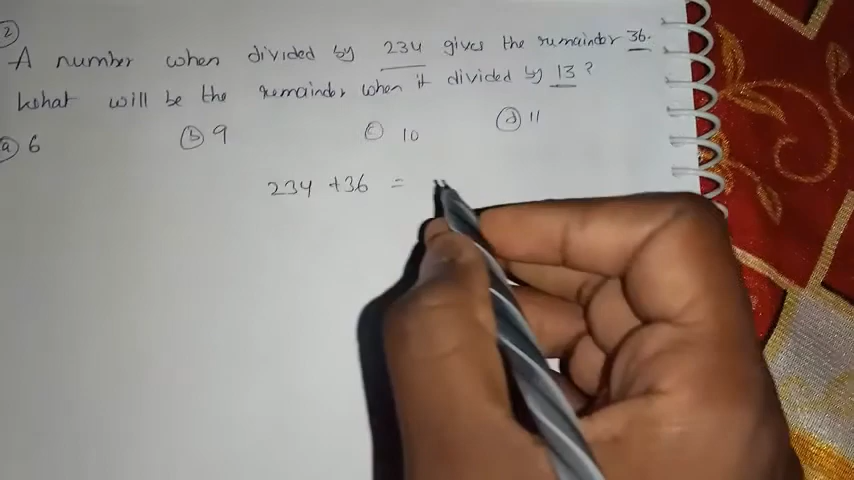 2
A number when divided by 234 gives the remainder 36.
What will be the remainder when it divided by 13?
a 6 b 9 c 10 d 11
234 + 36 =